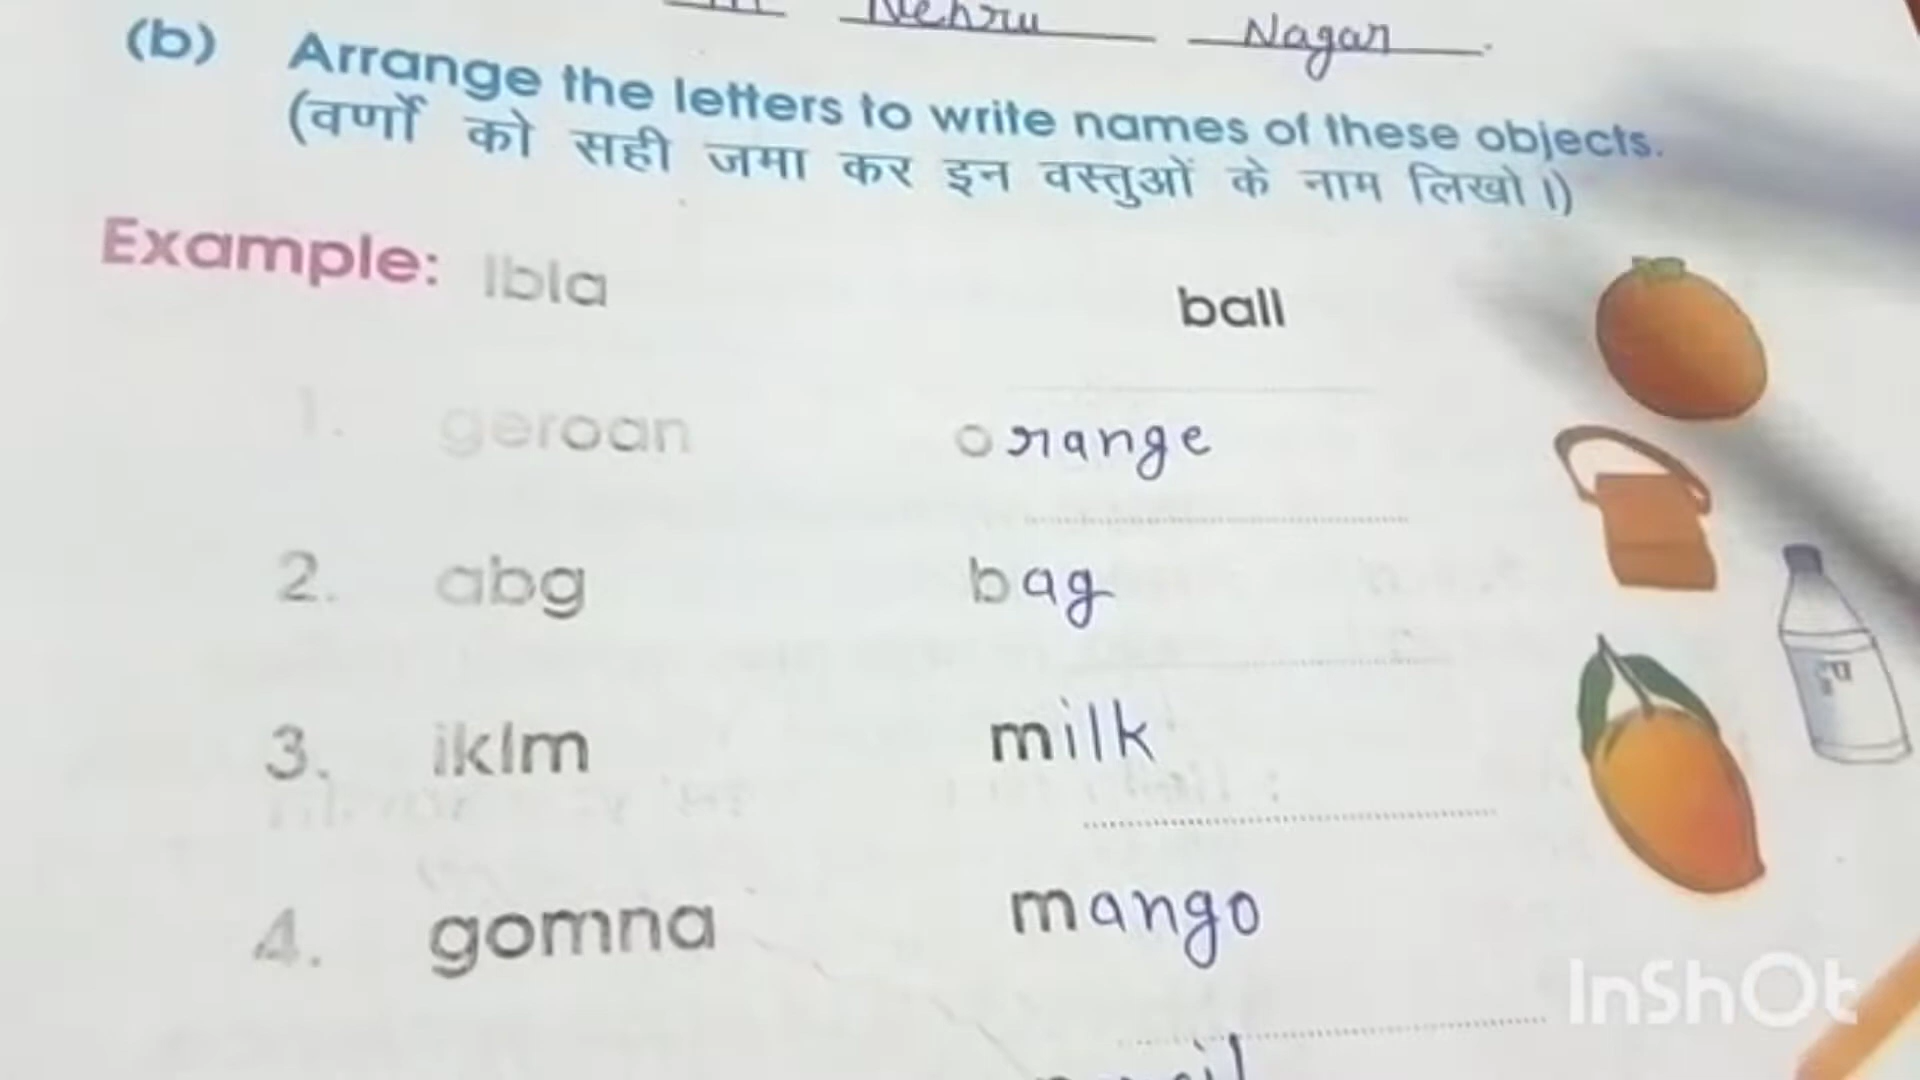 Nehru Nagar.
(b) Arrange the letters to write names of these objects.
(वर्णों को सही जमा कर इन वस्तुओं के नाम लिखो।)
Example: lbla ball
1. geroan orange
2. abg bag
3. iklm milk
दूध
4. gomna mango
InShOt